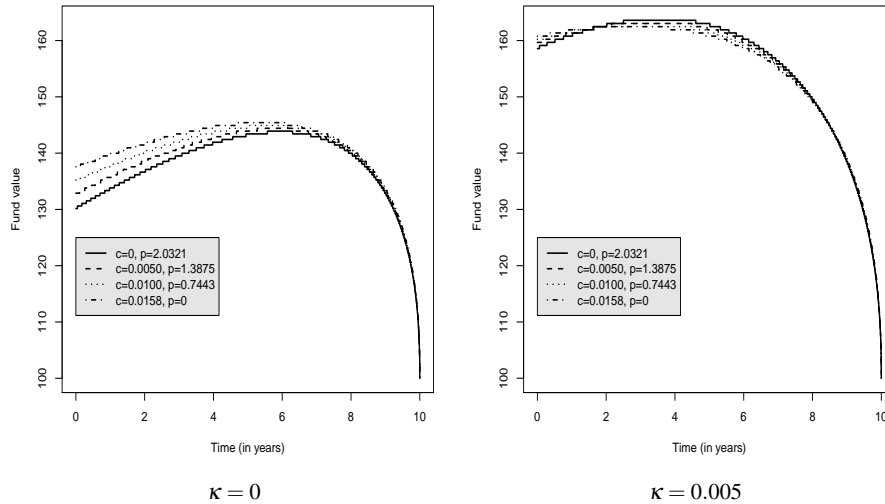 160
150
140
130
120
110
100
Fund value
c=0, p=2.0321
c=0.0050, p=1.3875
c=0.0100, p=0.7443
c=0.0158, p=0
0 2 4 6 8 10
Time (in years)
κ = 0
160
150
140
130
120
110
100
Fund value
c=0, p=2.0321
c=0.0050, p=1.3875
c=0.0100, p=0.7443
c=0.0158, p=0
0 2 4 6 8 10
Time (in years)
κ = 0.005